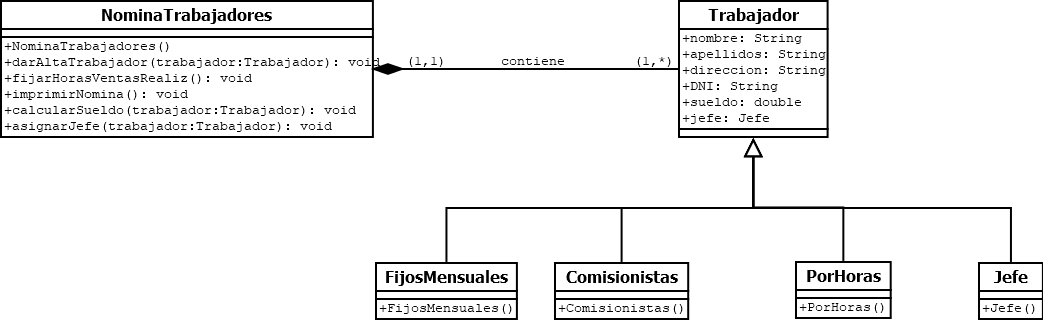 NominaTrabajadores
+NominaTrabajadores()
+darAltaTrabajador(trabajador:Trabajador): void
+fijarHorasVentasRealiz(): void
+imprimirNomina(): void
+calcularSueldo(trabajador:Trabajador): void
+asignarJefe(trabajador:Trabajador): void
(1,1) contiene (1,*)
Trabajador
+nombre: String
+apellidos: String
+direccion: String
+DNI: String
+sueldo: double
+jefe: Jefe
FijosMensuales
+FijosMensuales()
Comisionistas
+Comisionistas()
PorHoras
+PorHoras()
Jefe
+Jefe()